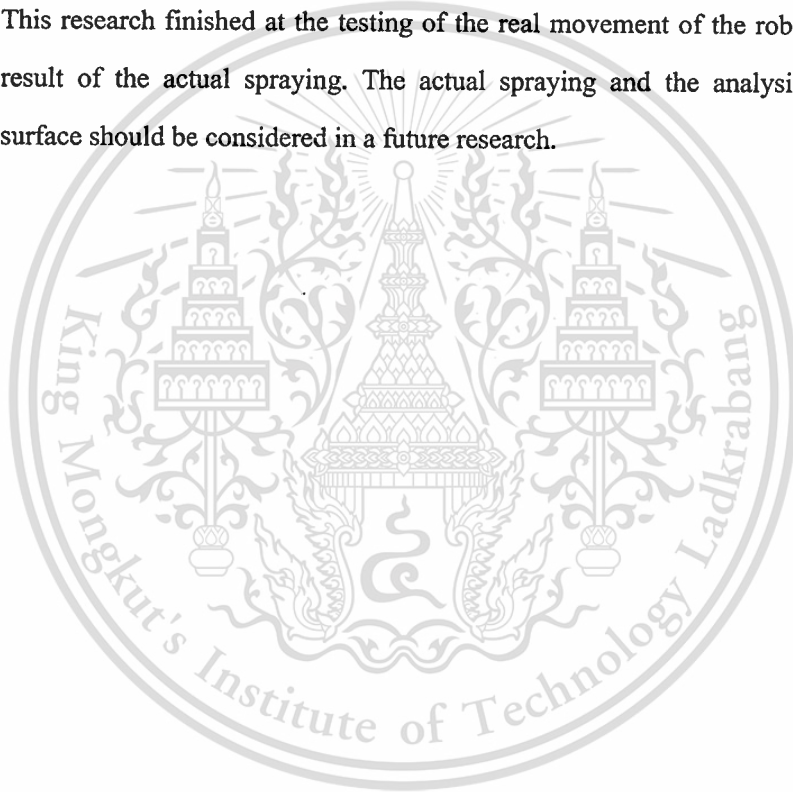 This research finished at the testing of the real movement of the rob
result of the actual spraying. The actual spraying and the analysi
surface should be considered in a future research.
King Mongkut's Institute of Technology Ladkrabang